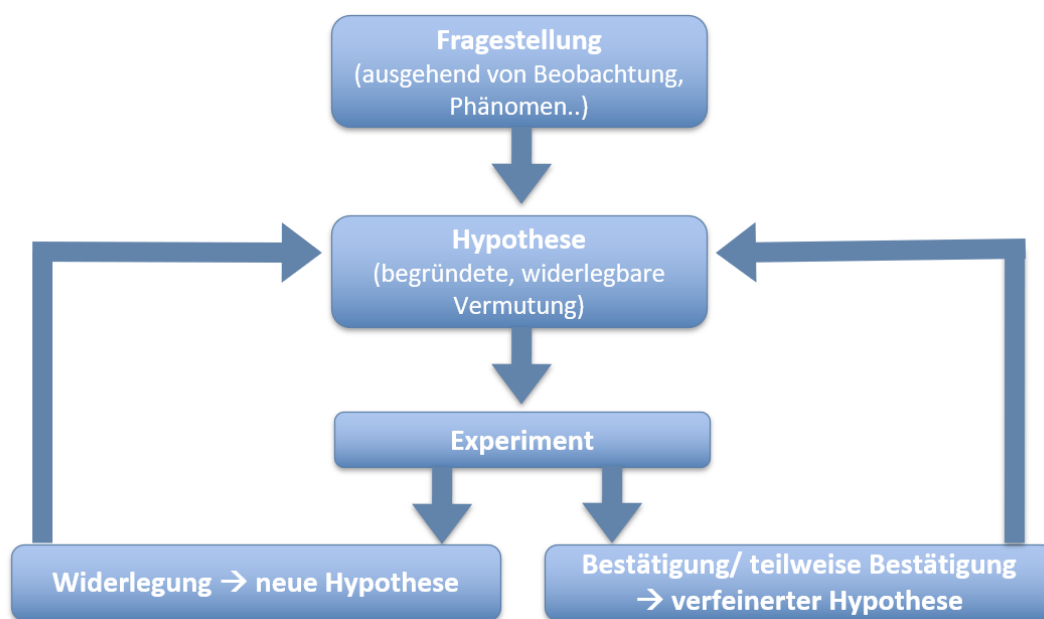 Fragestellung
(ausgehend von Beobachtung,
Phänomen..)
Hypothese
(begründete, widerlegbare
Vermutung)
Experiment
Widerlegung → neue Hypothese
Bestätigung/ teilweise Bestätigung
→ verfeinerter Hypothese